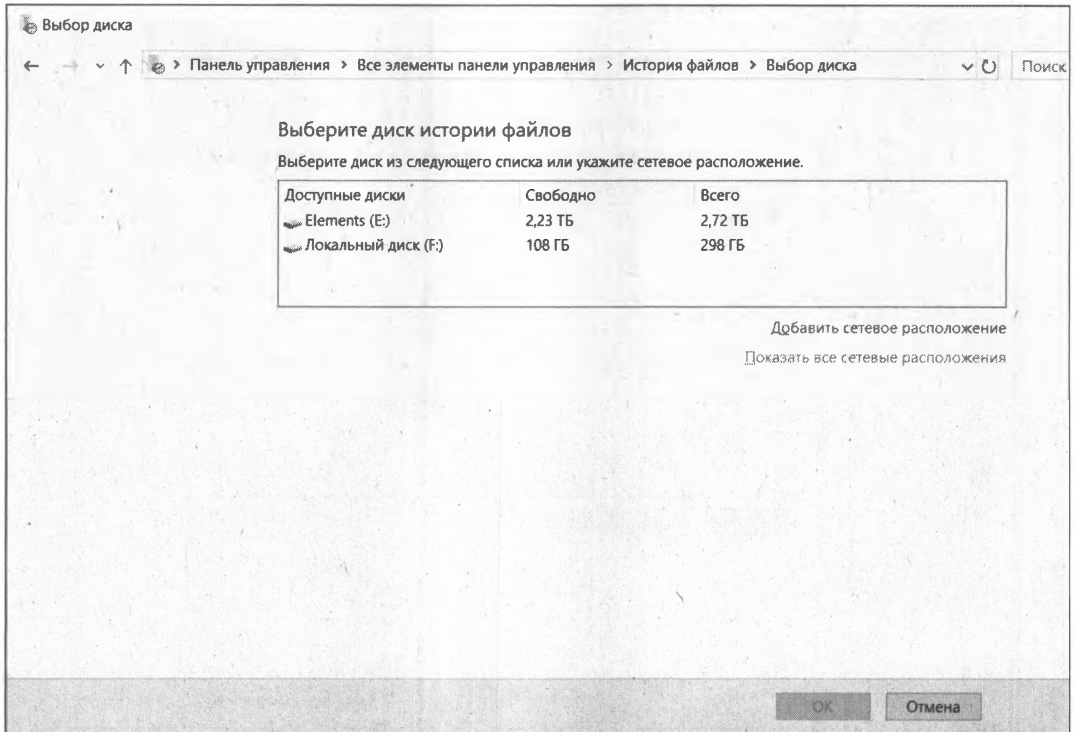 Выбор диска
Панель управления > Все элементы панели управления > История файлов > Выбор диска
Поиск
Выберите диск истории файлов
Выберите диск из следующего списка или укажите сетевое расположение.
Доступные диски Свободно Всего
Elements (E:) 2,23 ТБ 2,72 ТБ
Локальный диск (F:) 108 ГБ 298 ГБ
Добавить сетевое расположение
Показать все сетевые расположения
OK Отмена